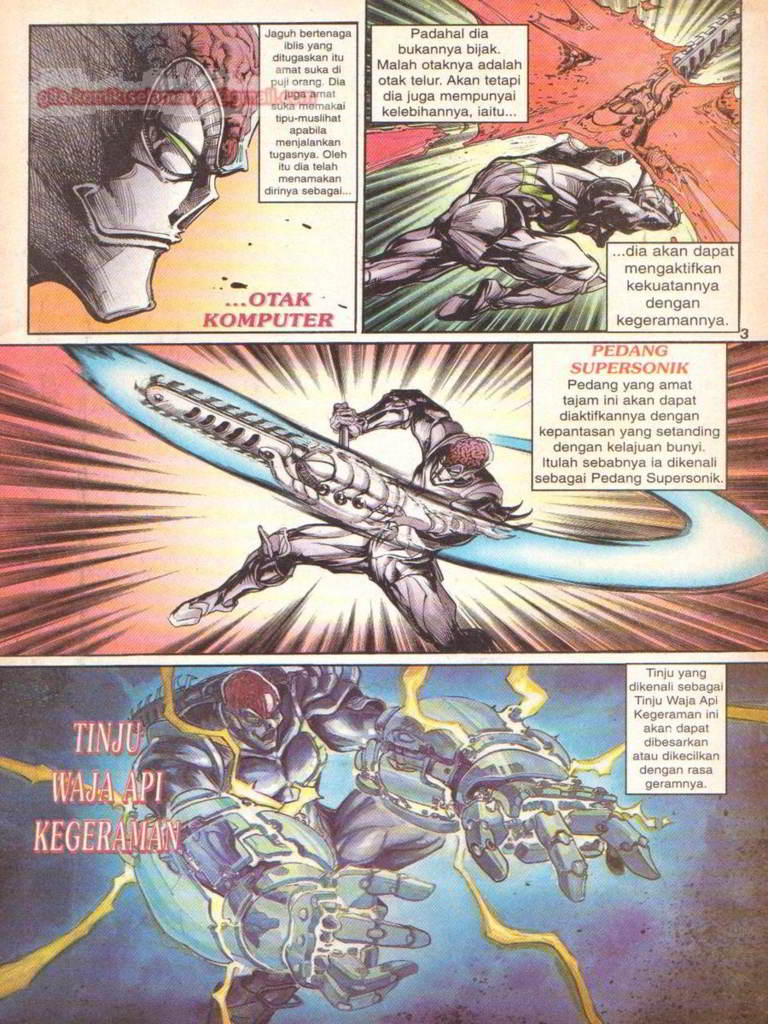 Jaguh bertenaga
iblis yang
ditugaskan itu
amat suka di
puji orang. Dia
juga amat
suka memakai
tipu-muslihat
apabila
menjalankan
tugasnya. Oleh
itu dia telah
menamakan
dirinya sebagai...
...OTAK
KOMPUTER
Padahal dia
bukannya bijak.
Malah otaknya adalah
otak telur. Akan tetapi
dia juga mempunyai
kelebihannya, iaitu...
...dia akan dapat
mengaktifkan
kekuatannya
dengan
kegeramannya.
3
PEDANG
SUPERSONIK
Pedang yang amat
tajam ini akan dapat
diaktifkannya dengan
kepantasan yang setanding
dengan kelajuan bunyi.
Itulah sebabnya ia dikenali
sebagai Pedang Supersonik.
TINJU
WAJA API
KEGERAMAN
Tinju yang
dikenali sebagai
Tinju Waja Api
Kegeraman ini
akan dapat
dibesarkan
atau dikecilkan
dengan rasa
geramnya.